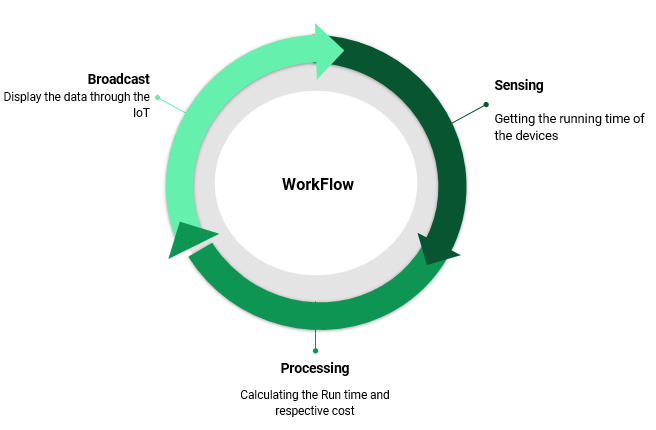 Broadcast
Display the data through the
IoT
Sensing
Getting the running time of
the devices
WorkFlow
Processing
Calculating the Run time and
respective cost